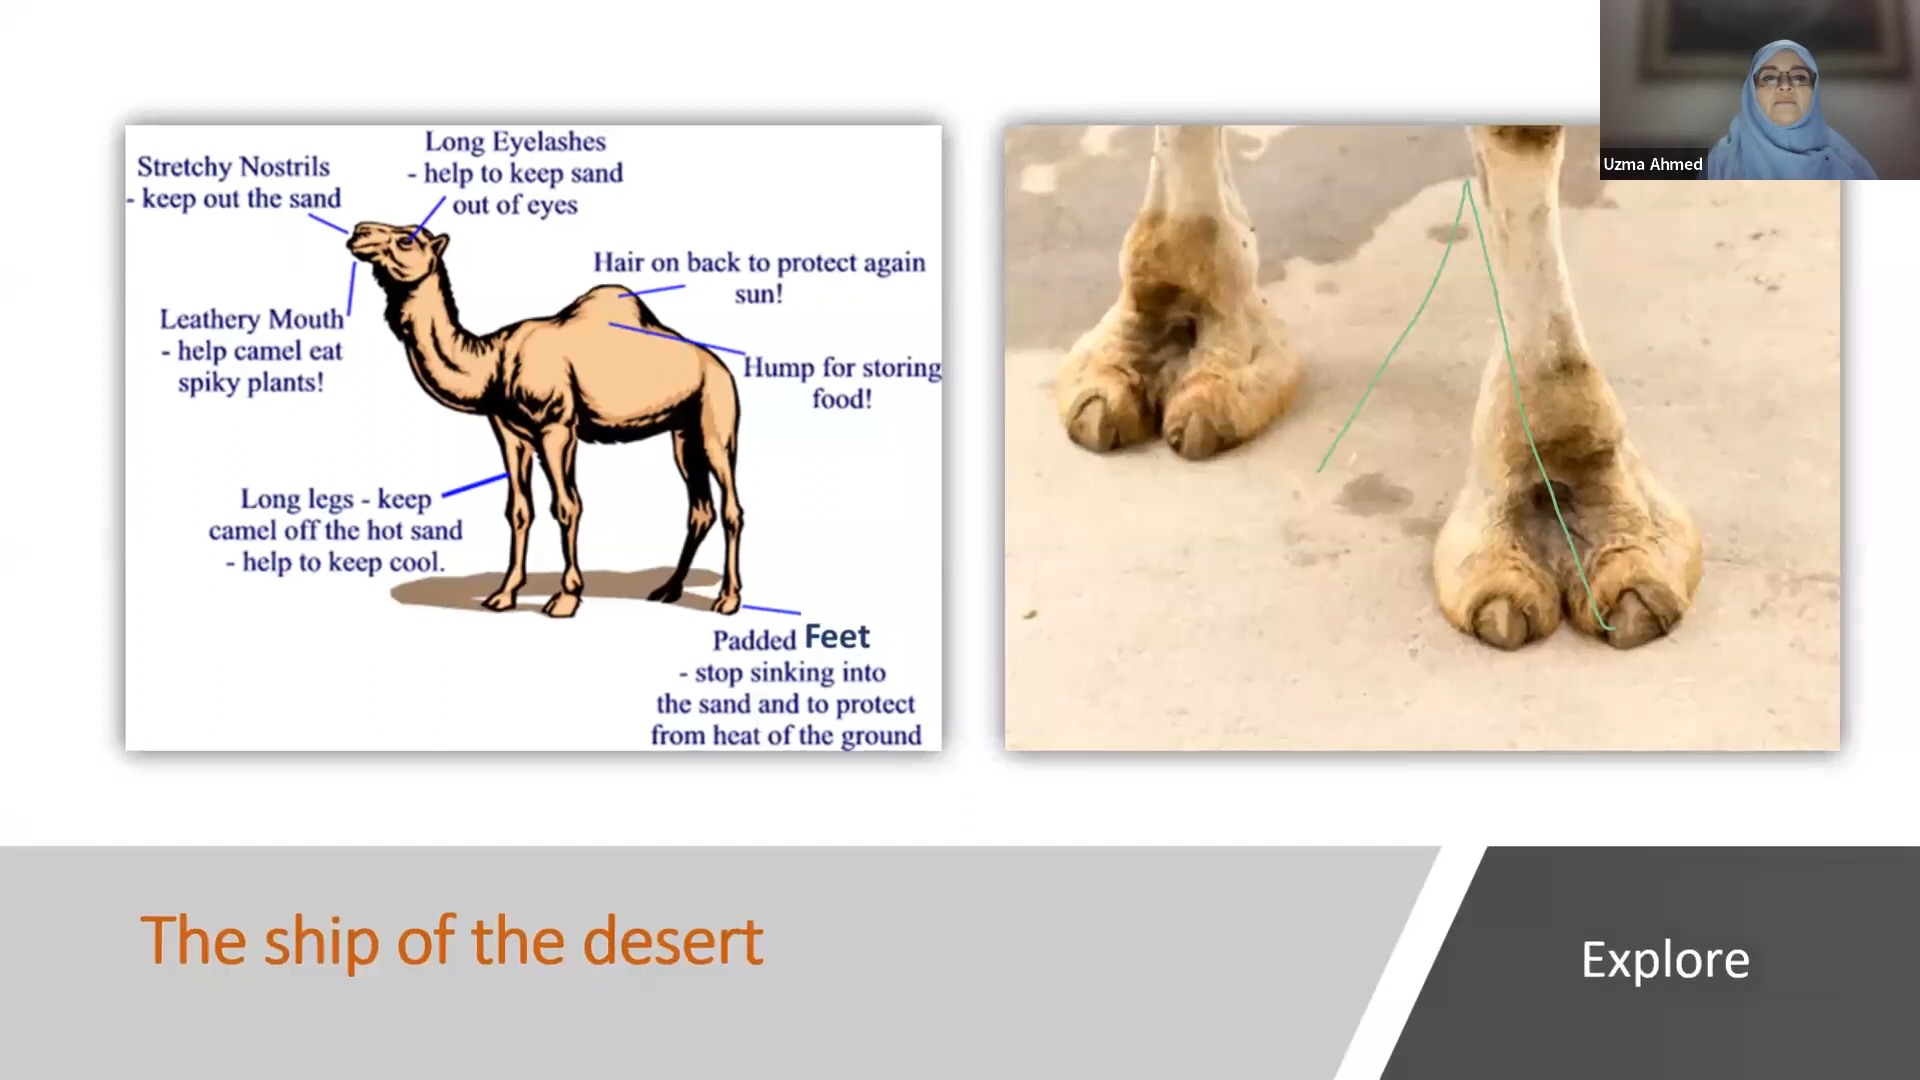 Long Eyelashes
- help to keep sand
out of eyes
Stretchy Nostrils
- keep out the sand
Hair on back to protect again
sun!
Leathery Mouth
- help camel eat
spiky plants!
Hump for storing
food!
Long legs - keep
camel off the hot sand
- help to keep cool.
Padded Feet
- stop sinking into
the sand and to protect
from heat of the ground
Uzma Ahmed
The ship of the desert
Explore